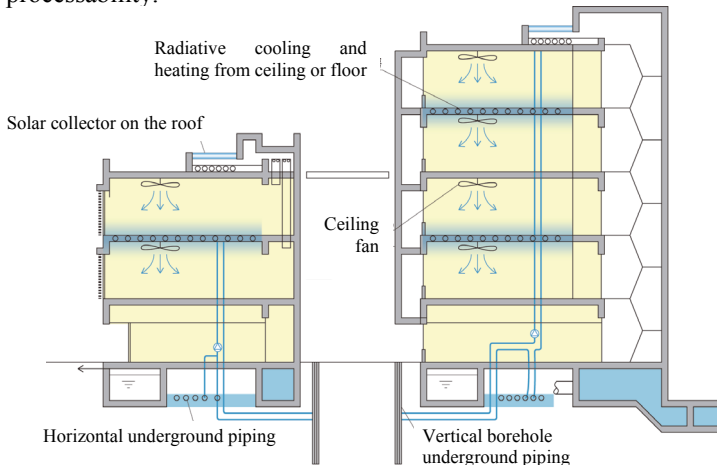 processability.
Radiative cooling and
heating from ceiling or floor
Solar collector on the roof
Ceiling
fan
Horizontal underground piping
Vertical borehole
underground piping